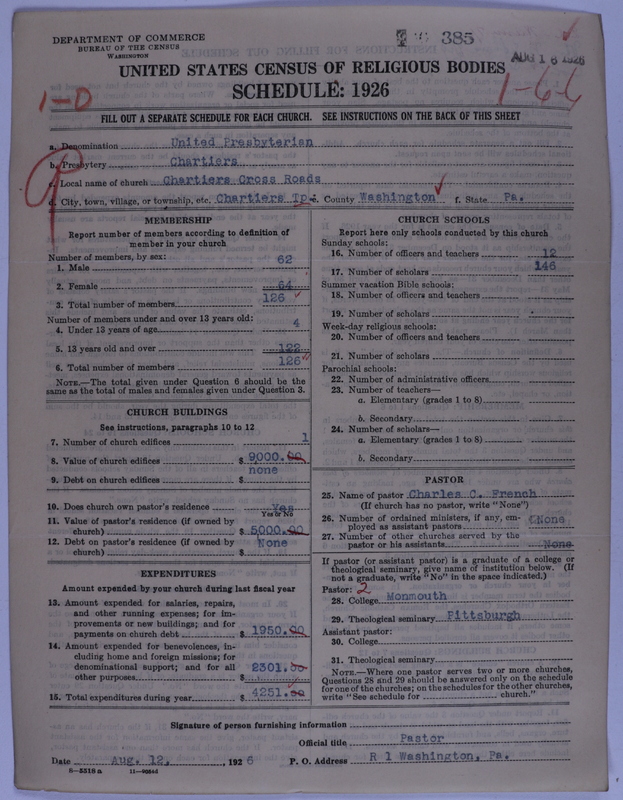 DEPARTMENT OF COMMERCE
BUREAU OF THE CENSUS
WASHINGTON
385
AUG 16 1926
UNITED STATES CENSUS OF RELIGIOUS BODIES
SCHEDULE: 1926
1-D
1-66
FILL OUT A SEPARATE SCHEDULE FOR EACH CHURCH. SEE INSTRUCTIONS ON THE BACK OF THIS SHEET
a. Denomination United Presbyterian
b. Presbytery Chartiers
c. Local name of church Chartiers Cross Roads
d. City, town, village, or township, etc. Chartiers Tp. e. County Washington f. State Pa.
MEMBERSHIP
Report number of members according to definition of
member in your church
Number of members, by sex:
1. Male 62
2. Female 64
3. Total number of members 126
Number of members under and over 13 years old:
4. Under 13 years of age 4
5. 13 years old and over 122
6. Total number of members 126
NOTE.—The total given under Question 6 should be the
same as the total of males and females given under Question 3.
CHURCH BUILDINGS
See instructions, paragraphs 10 to 12
7. Number of church edifices 1
8. Value of church edifices $ 9000.00
9. Debt on church edifices $ none
10. Does church own pastor's residence Yes
Yes or No
11. Value of pastor's residence (if owned by
church) $ 5000.00
12. Debt on pastor's residence (if owned by
church) $ None
EXPENDITURES
Amount expended by your church during last fiscal year
13. Amount expended for salaries, repairs,
and other running expenses; for im-
provements or new buildings; and for
payments on church debt $ 1950.00
14. Amount expended for benevolences, in-
cluding home and foreign missions; for
denominational support; and for all
other purposes $ 2301.00
15. Total expenditures during year $ 4251.00
CHURCH SCHOOLS
Report here only schools conducted by this church
Sunday schools:
16. Number of officers and teachers 12
17. Number of scholars 146
Summer vacation Bible schools:
18. Number of officers and teachers
19. Number of scholars
Week-day religious schools:
20. Number of officers and teachers
21. Number of scholars
Parochial schools:
22. Number of administrative officers
23. Number of teachers—
a. Elementary (grades 1 to 8)
b. Secondary
24. Number of scholars—
a. Elementary (grades 1 to 8)
b. Secondary
PASTOR
25. Name of pastor Charles C. French
(If church has no pastor, write "None")
26. Number of ordained ministers, if any, em-
ployed as assistant pastors None
27. Number of other churches served by the
pastor or his assistants None
If pastor (or assistant pastor) is a graduate of a college or
theological seminary, give name of institution below. (If
not a graduate, write "No" in the space indicated.)
Pastor: 2
28. College Monmouth
29. Theological seminary Pittsburgh
Assistant pastor:
30. College
31. Theological seminary
NOTE.—Where one pastor serves two or more churches,
Questions 28 and 29 should be answered only on the schedule
for one of the churches; on the schedules for the other churches,
write "See schedule for church."
Signature of person furnishing information
Official title Pastor
Date Aug. 12, 1926 P. O. Address R 1 Washington, Pa.
8-5518a